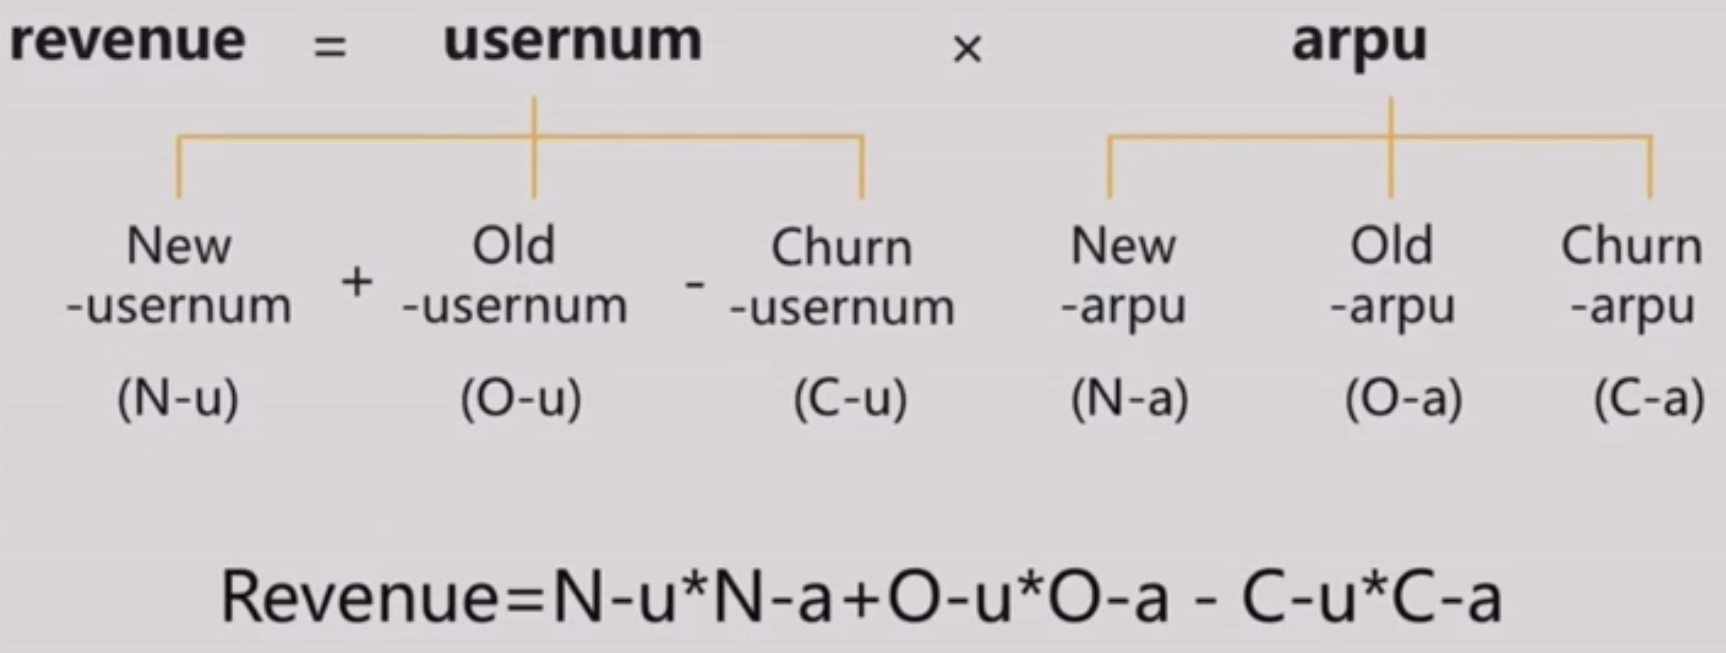 revenue = usernum × arpu
New + Old - Churn New Old Churn
-usernum -usernum -usernum -arpu -arpu -arpu
(N-u) (O-u) (C-u) (N-a) (O-a) (C-a)
Revenue=N-u*N-a+O-u*O-a - C-u*C-a